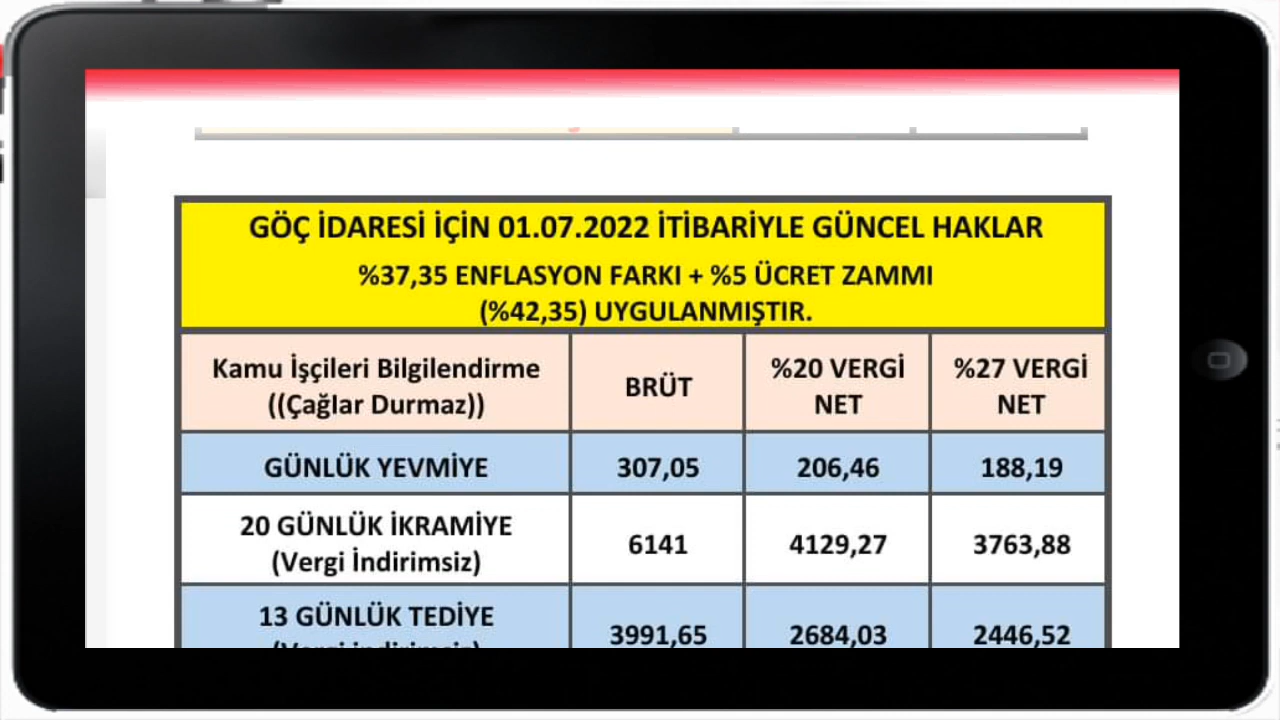 GÖÇ İDARESİ İÇİN 01.07.2022 İTİBARİYLE GÜNCEL HAKLAR
%37,35 ENFLASYON FARKI + %5 ÜCRET ZAMMI
(%42,35) UYGULANMIŞTIR.
Kamu İşçileri Bilgilendirme
((Çağlar Durmaz))
BRÜT
%20 VERGİ
NET
%27 VERGİ
NET
GÜNLÜK YEVMİYE
307,05
206,46
188,19
20 GÜNLÜK İKRAMİYE
(Vergi İndirimsiz)
6141
4129,27
3763,88
13 GÜNLÜK TEDİYE
3991,65
2684,03
2446,52